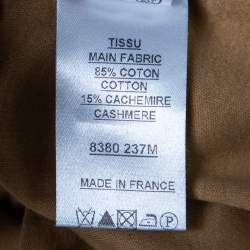 TISSU
MAIN FABRIC
85% COTON
COTTON
15% CACHEMIRE
CASHMERE
8380 237M
MADE IN FRANCE